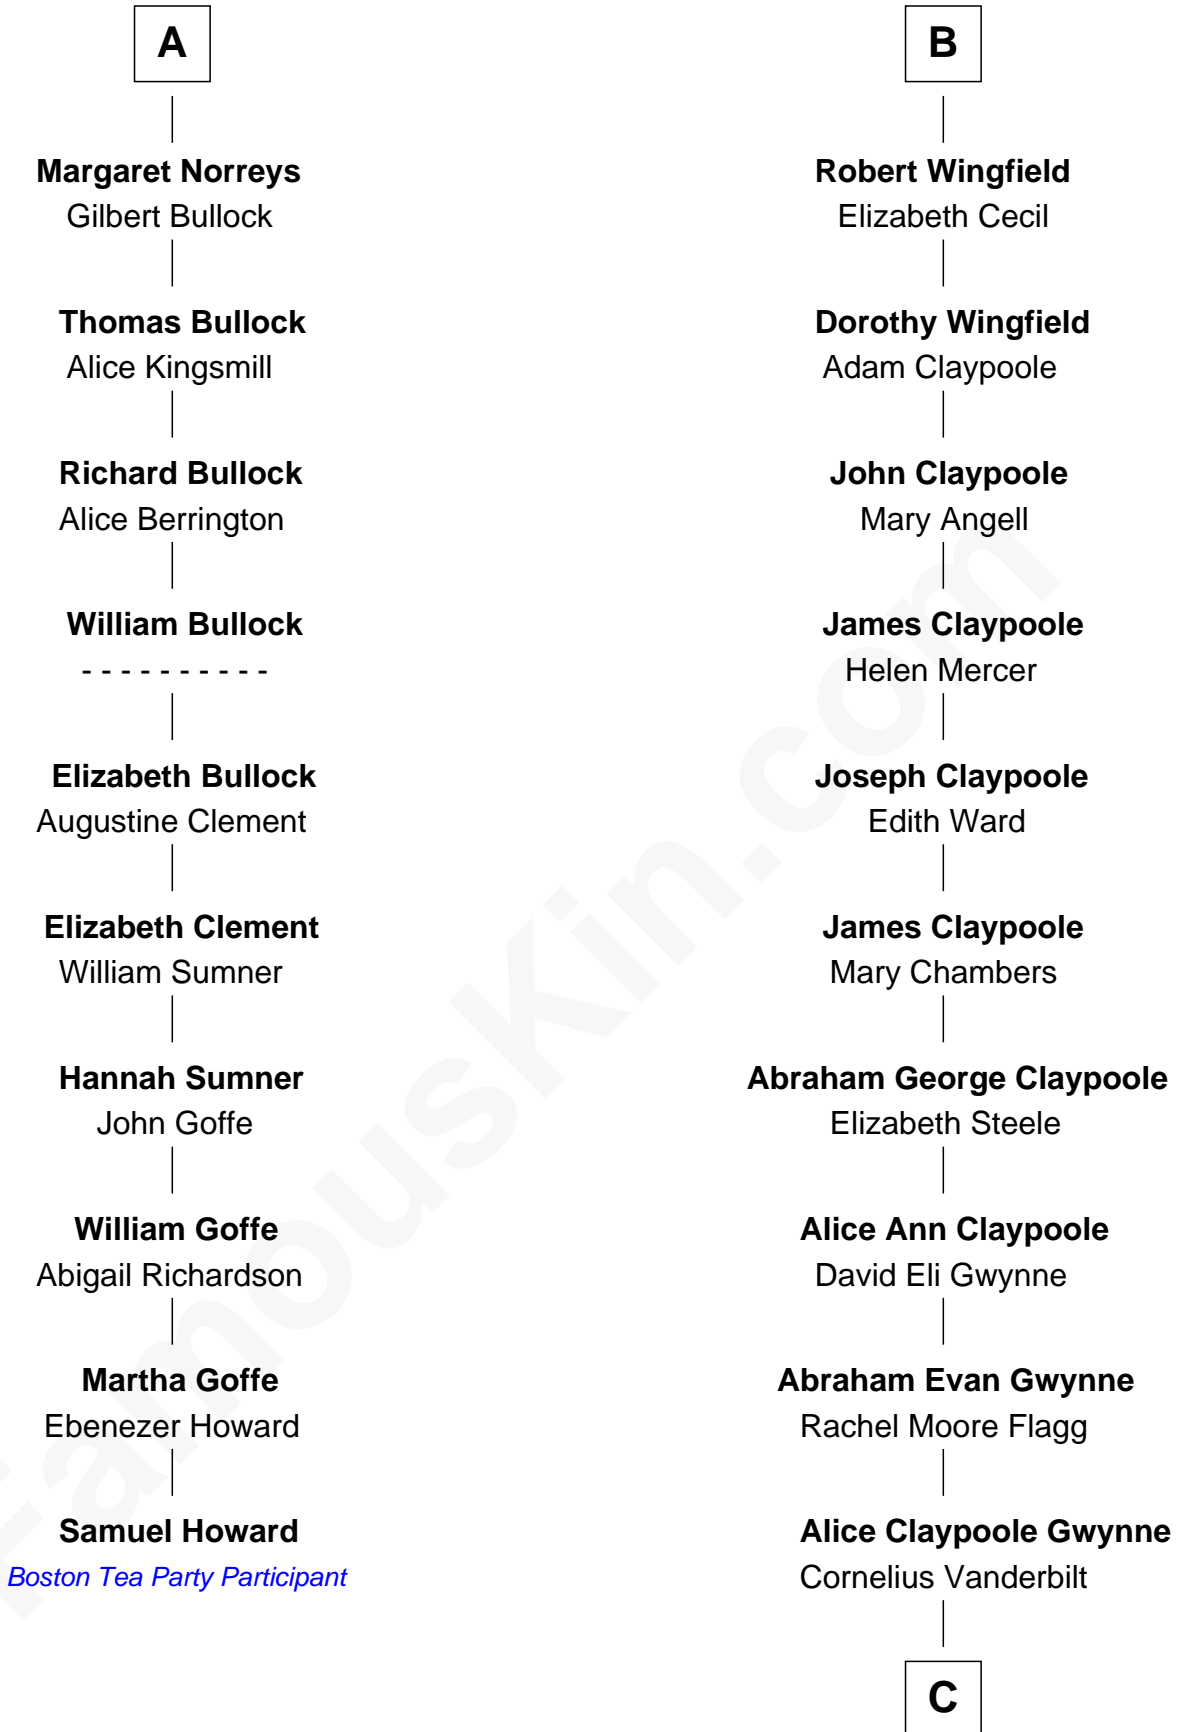 A
Margaret Norreys
Gilbert Bullock
Thomas Bullock
Alice Kingsmill
Richard Bullock
Alice Berrington
William Bullock
- - - - - - - - - -
Elizabeth Bullock
Augustine Clement
Elizabeth Clement
William Sumner
Hannah Sumner
John Goffe
William Goffe
Abigail Richardson
Martha Goffe
Ebenezer Howard
Samuel Howard
Boston Tea Party Participant
B
Robert Wingfield
Elizabeth Cecil
Dorothy Wingfield
Adam Claypoole
John Claypoole
Mary Angell
James Claypoole
Helen Mercer
Joseph Claypoole
Edith Ward
James Claypoole
Mary Chambers
Abraham George Claypoole
Elizabeth Steele
Alice Ann Claypoole
David Eli Gwynne
Abraham Evan Gwynne
Rachel Moore Flagg
Alice Claypoole Gwynne
Cornelius Vanderbilt
C
FamousKin.com